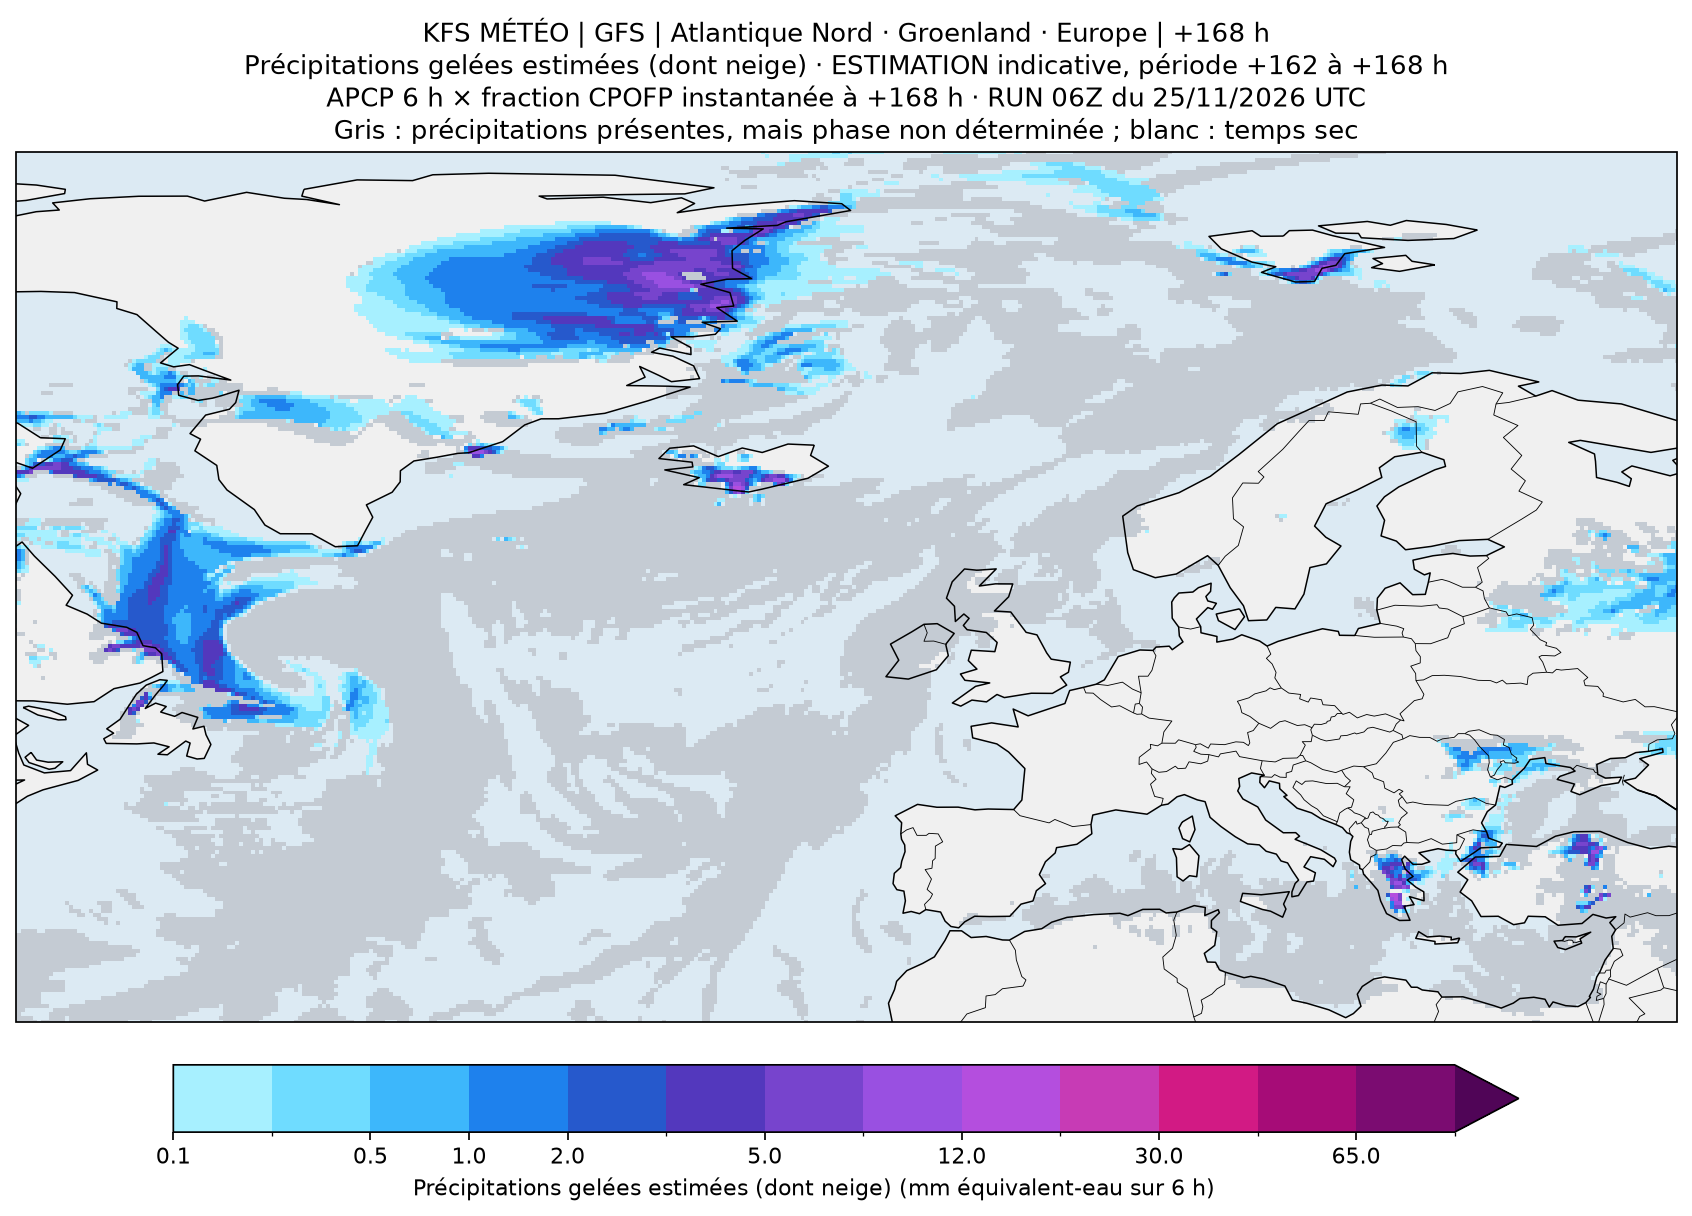 KFS MÉTÉO | GFS | Atlantique Nord · Groenland · Europe | +168 h
Précipitations gelées estimées (dont neige) · ESTIMATION indicative, période +162 à +168 h
APCP 6 h × fraction CPOFP instantanée à +168 h · RUN 06Z du 25/11/2026 UTC
Gris : précipitations présentes, mais phase non déterminée ; blanc : temps sec
0.1 0.5 1.0 2.0 5.0 12.0 30.0 65.0
Précipitations gelées estimées (dont neige) (mm équivalent-eau sur 6 h)